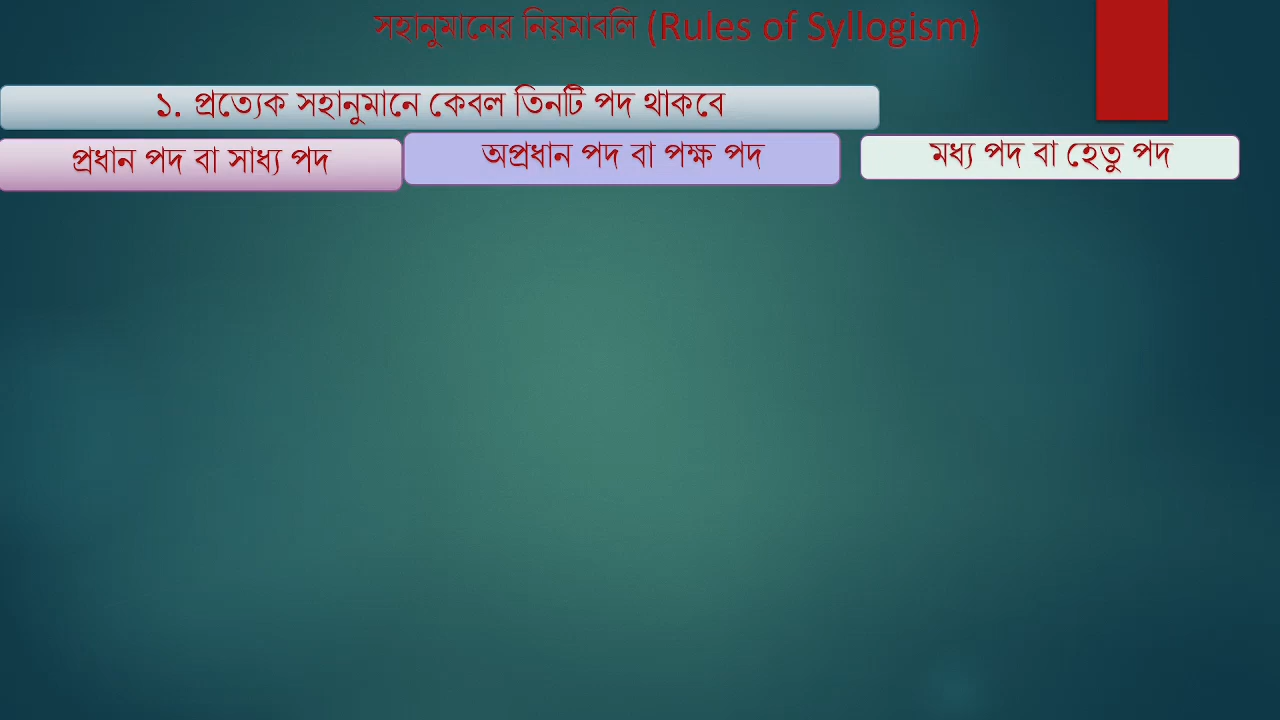 সহানুমানের নিয়মাবলি (Rules of Syllogism)
১. প্রত্যেক সহানুমানে কেবল তিনটি পদ থাকবে
প্রধান পদ বা সাধ্য পদ
অপ্রধান পদ বা পক্ষ পদ
মধ্য পদ বা হেতু পদ